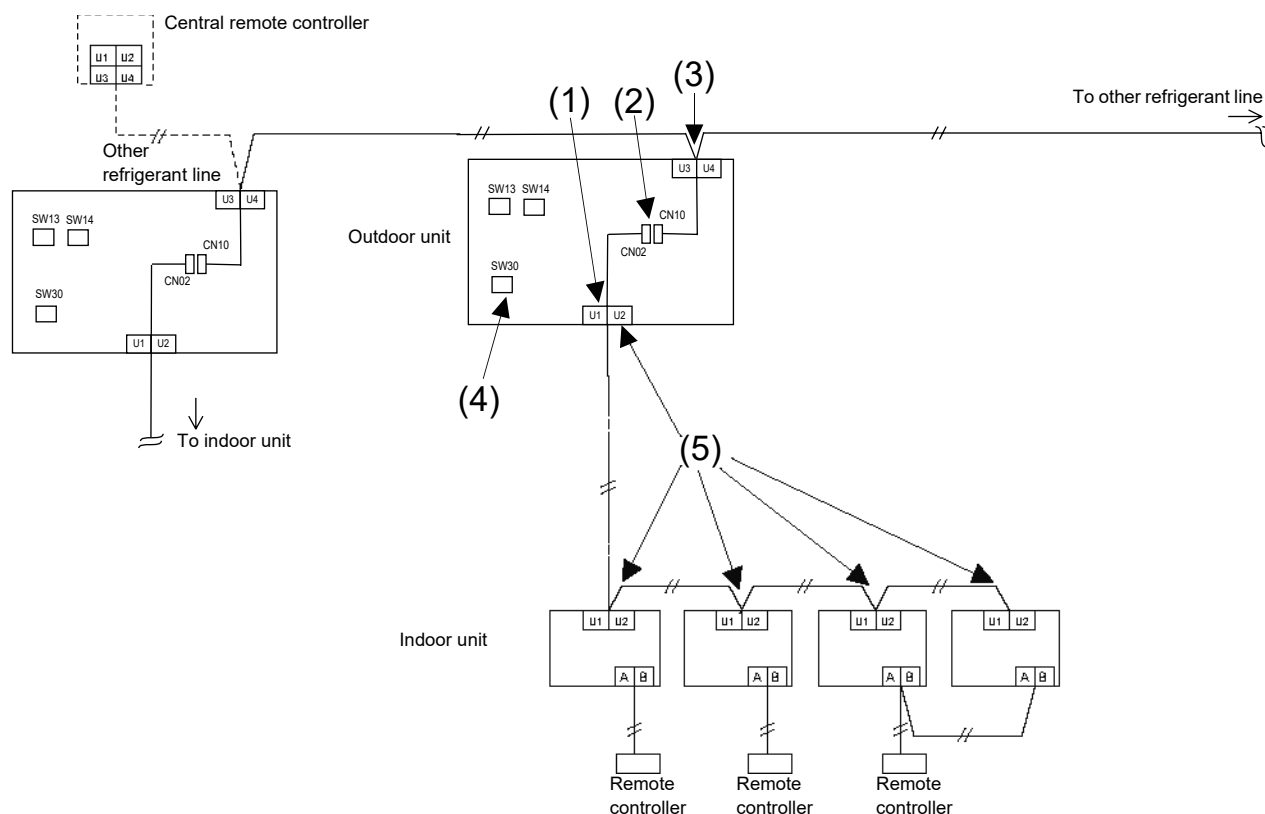 Central remote controller
U1 U2
U3 U4
(1) (2) (3)
To other refrigerant line
Other
refrigerant line
U3 U4
SW13 SW14
CN10
CN02
SW30
U1 U2
To indoor unit
Outdoor unit
U3 U4
SW13 SW14
CN10
CN02
SW30
U1 U2
(4)
(5)
Indoor unit
U1 U2
U1 U2
U1 U2
U1 U2
A B
A B
A B
A B
Remote
controller
Remote
controller
Remote
controller